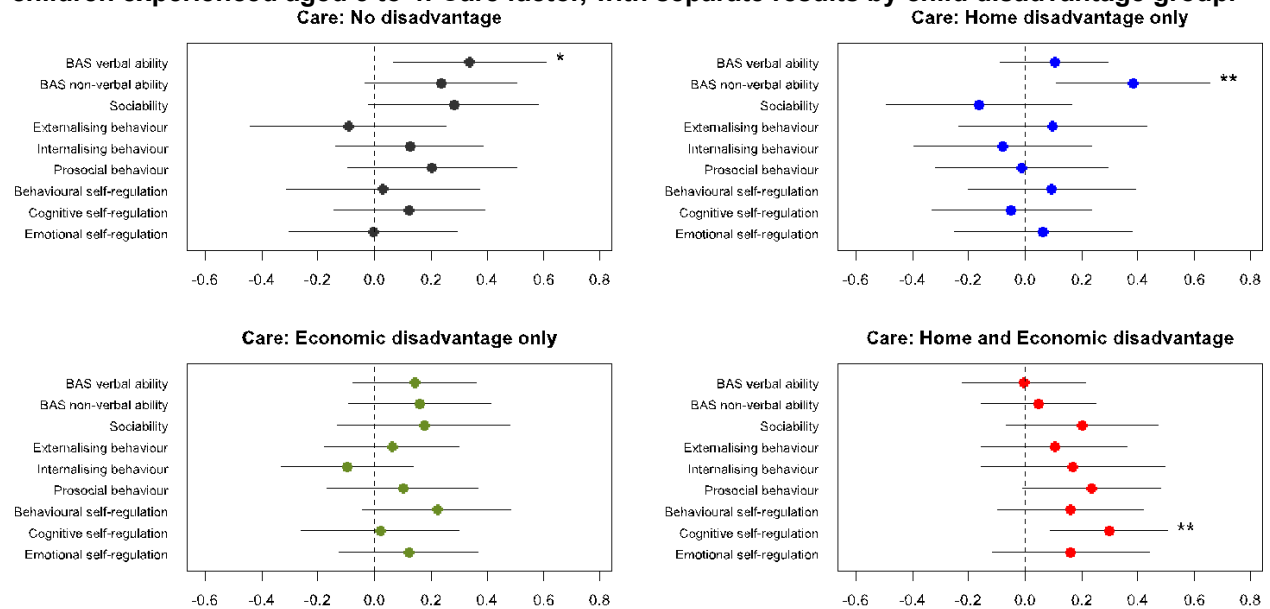 Care: No disadvantage
BAS verbal ability
*
BAS non-verbal ability
Sociability
Externalising behaviour
Internalising behaviour
Prosocial behaviour
Behavioural self-regulation
Cognitive self-regulation
Emotional self-regulation
-0.6 -0.4 -0.2 0.0 0.2 0.4 0.6 0.8
Care: Home disadvantage only
BAS verbal ability
BAS non-verbal ability
**
Sociability
Externalising behaviour
Internalising behaviour
Prosocial behaviour
Behavioural self-regulation
Cognitive self-regulation
Emotional self-regulation
-0.6 -0.4 -0.2 0.0 0.2 0.4 0.6 0.8
Care: Economic disadvantage only
BAS verbal ability
BAS non-verbal ability
Sociability
Externalising behaviour
Internalising behaviour
Prosocial behaviour
Behavioural self-regulation
Cognitive self-regulation
Emotional self-regulation
-0.6 -0.4 -0.2 0.0 0.2 0.4 0.6 0.8
Care: Home and Economic disadvantage
BAS verbal ability
BAS non-verbal ability
Sociability
Externalising behaviour
Internalising behaviour
Prosocial behaviour
Behavioural self-regulation
Cognitive self-regulation
**
Emotional self-regulation
-0.6 -0.4 -0.2 0.0 0.2 0.4 0.6 0.8